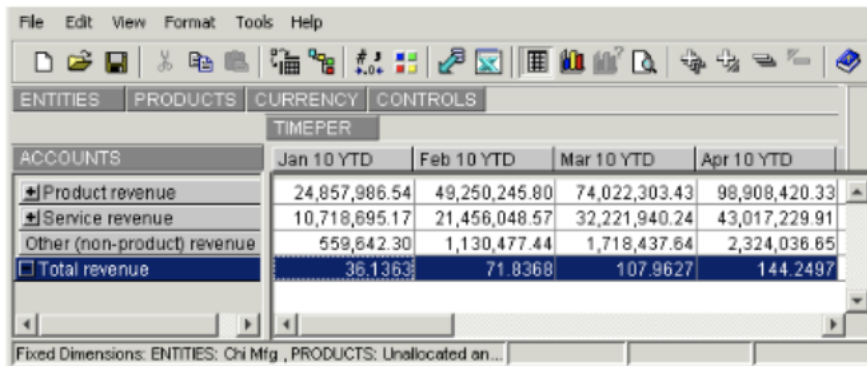 File Edit View Format Tools Help
ENTITIES PRODUCTS CURRENCY CONTROLS
TIMEPER
ACCOUNTS Jan 10 YTD Feb 10 YTD Mar 10 YTD Apr 10 YTD
Product revenue 24,857,986.54 49,250,245.80 74,022,303.43 98,908,420.33
Service revenue 10,718,695.17 21,456,048.57 32,221,940.24 43,017,229.91
Other (non-product) revenue 559,642.30 1,130,477.44 1,718,437.64 2,324,036.65
Total revenue 36.1363 71.8368 107.9627 144.2497
Fixed Dimensions: ENTITIES: Chi Mfg , PRODUCTS: Unallocated an...